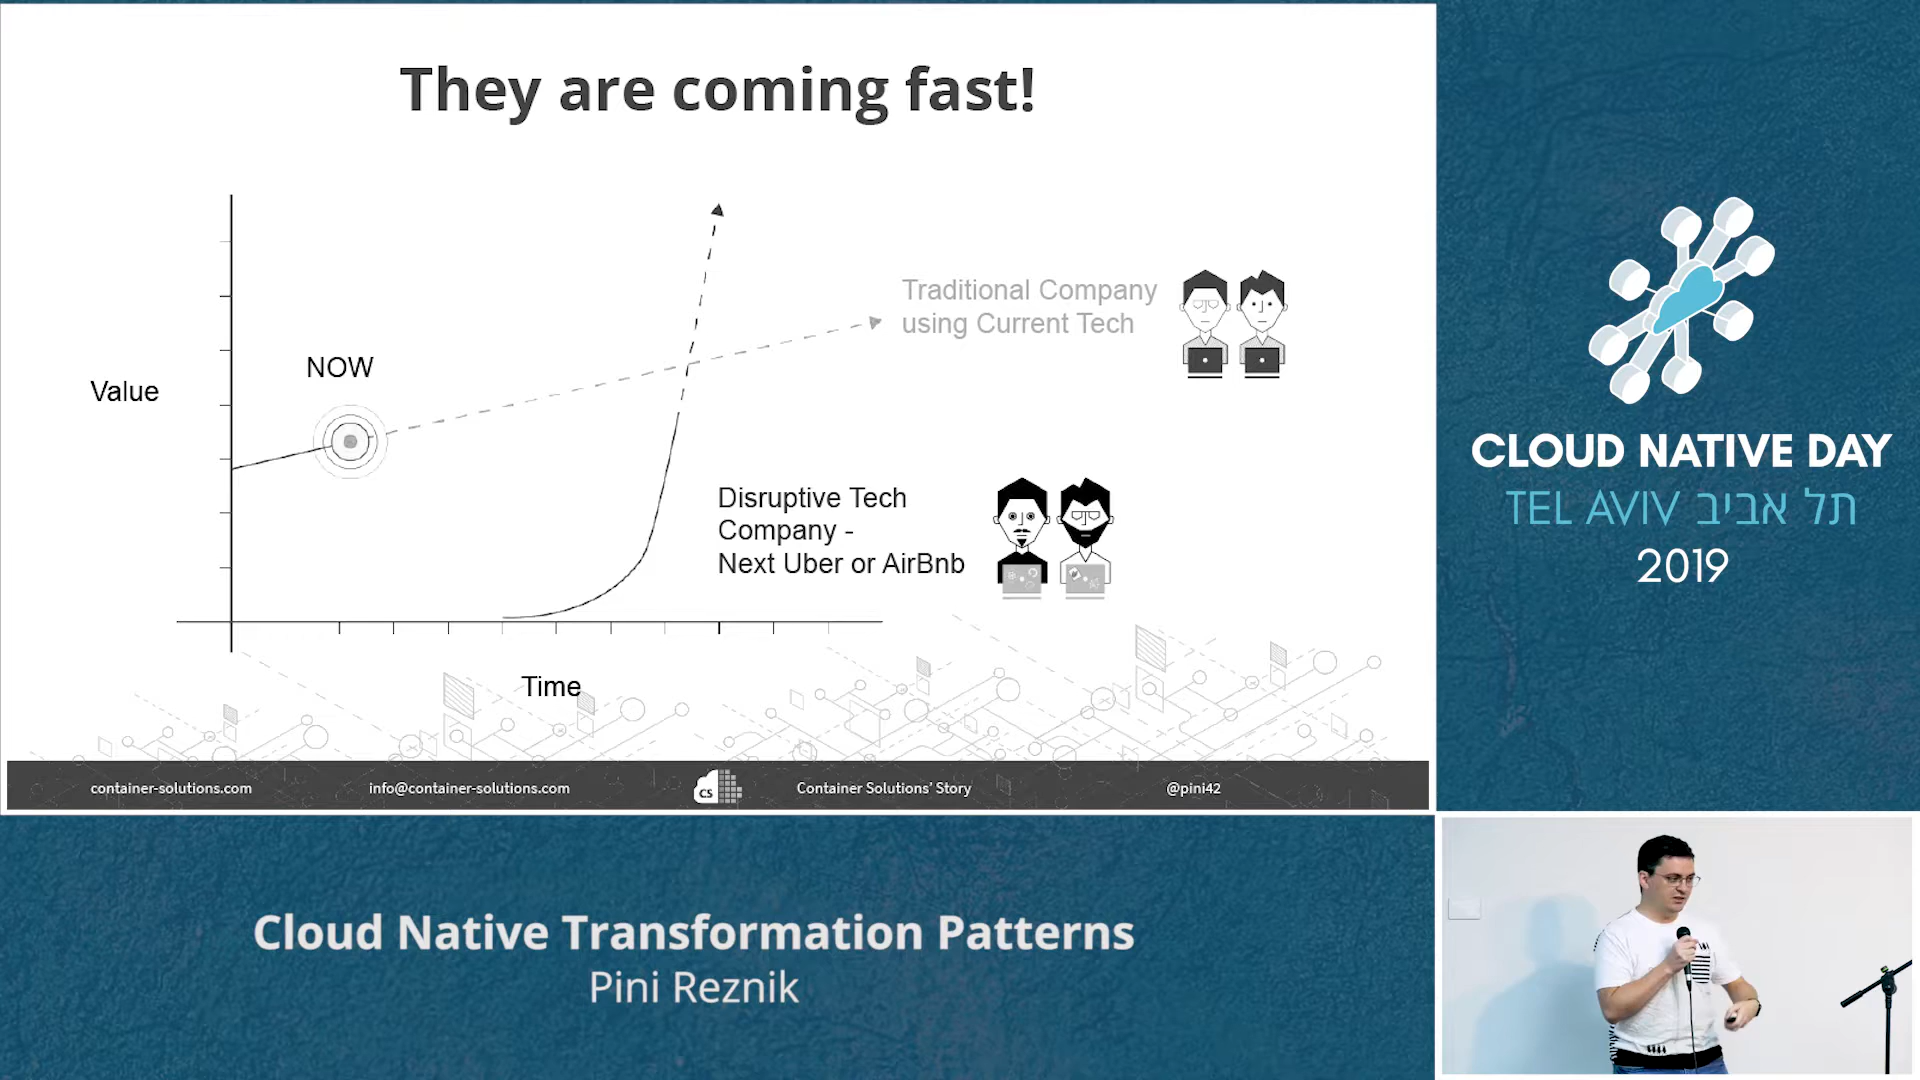 They are coming fast!
Traditional Company
using Current Tech
NOW
Value
Disruptive Tech
Company -
Next Uber or AirBnb
Time
container-solutions.com
info@container-solutions.com
CS
Container Solutions' Story
@pini42
CLOUD NATIVE DAY
TEL AVIV תל אביב
2019
Cloud Native Transformation Patterns
Pini Reznik